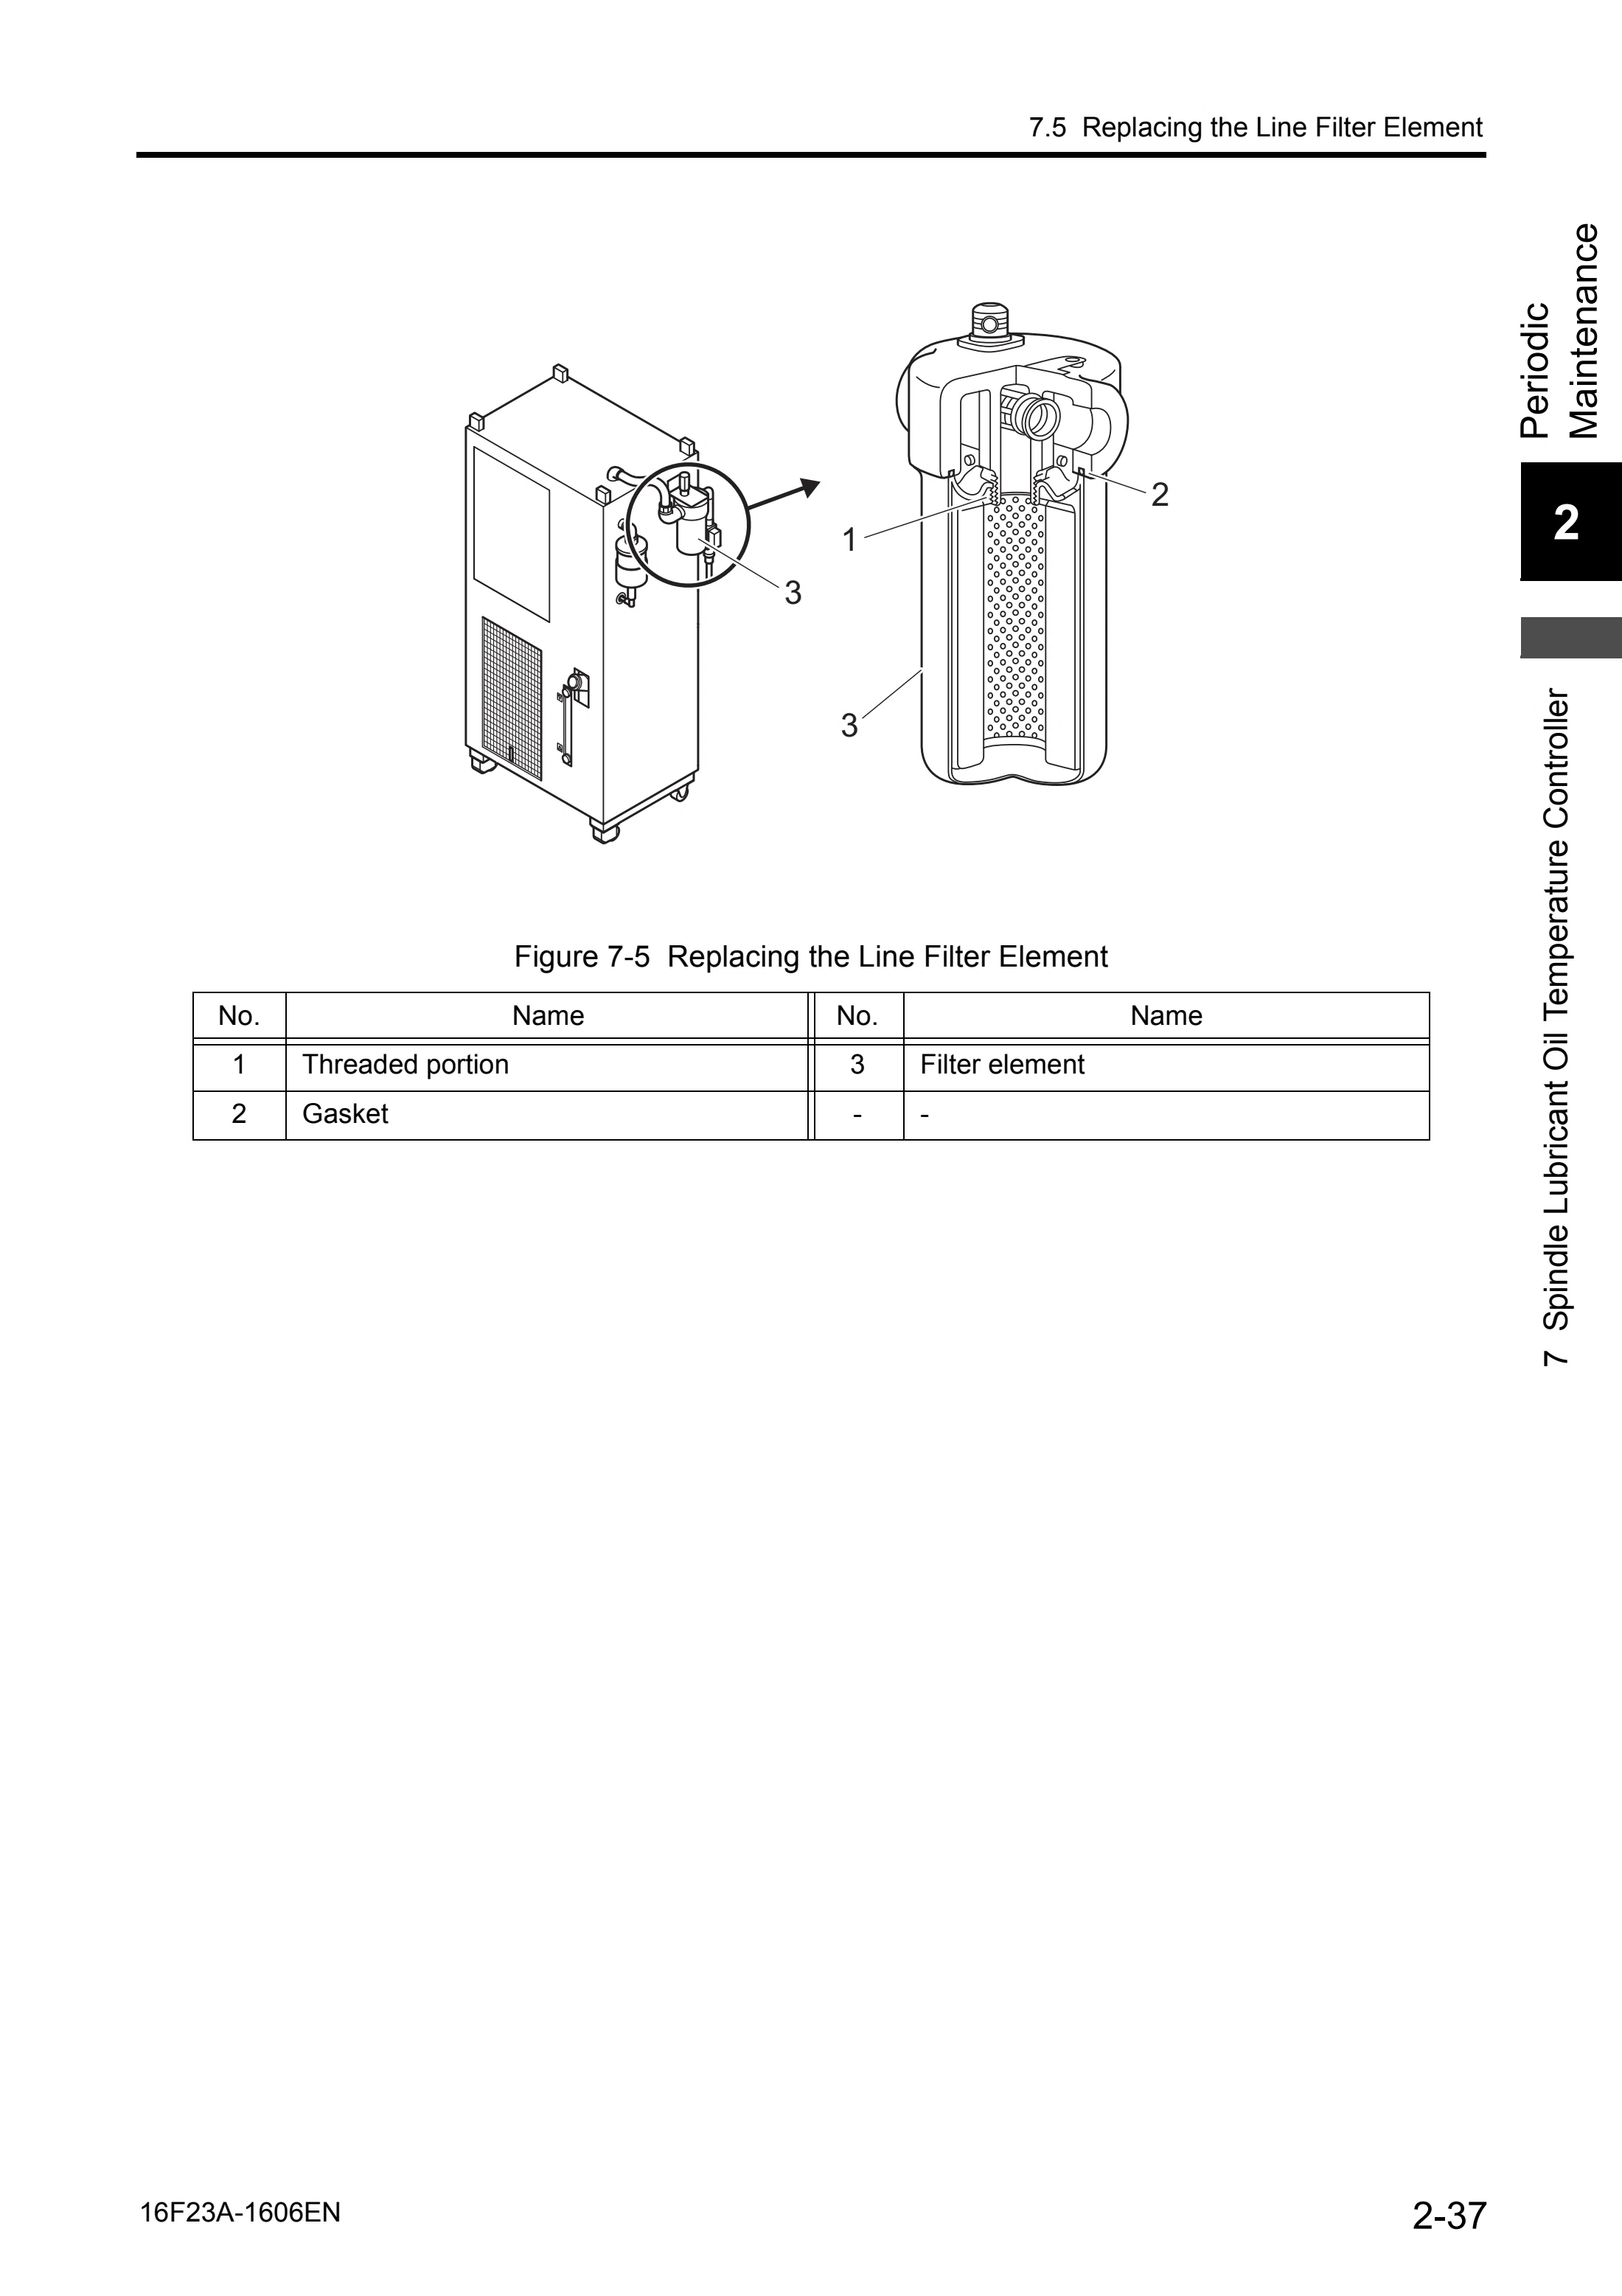 7.5 Replacing the Line Filter Element
Periodic
Maintenance
2
7 Spindle Lubricant Oil Temperature Controller
1
2
3
3
Figure 7-5 Replacing the Line Filter Element
No. Name No. Name
1 Threaded portion 3 Filter element
2 Gasket - -
16F23A-1606EN
2-37